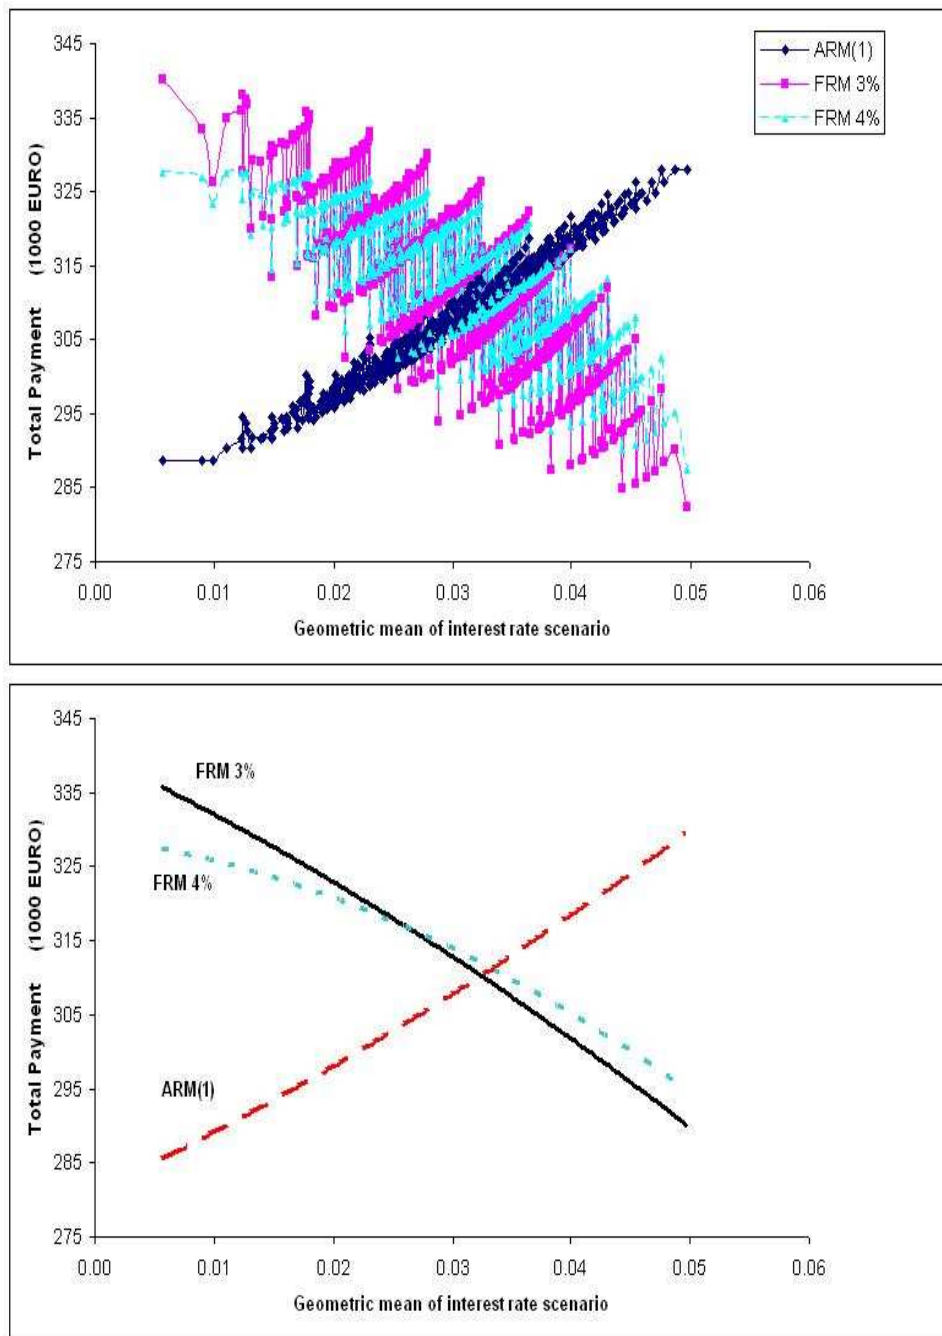 345
335
325
315
305
295
285
275
Total Payment (1000 EURO)
ARM(1)
FRM 3%
FRM 4%
0.00 0.01 0.02 0.03 0.04 0.05 0.06
Geometric mean of interest rate scenario
345
335
325
315
305
295
285
275
Total Payment (1000 EURO)
FRM 3%
FRM 4%
ARM(1)
0.00 0.01 0.02 0.03 0.04 0.05 0.06
Geometric mean of interest rate scenario